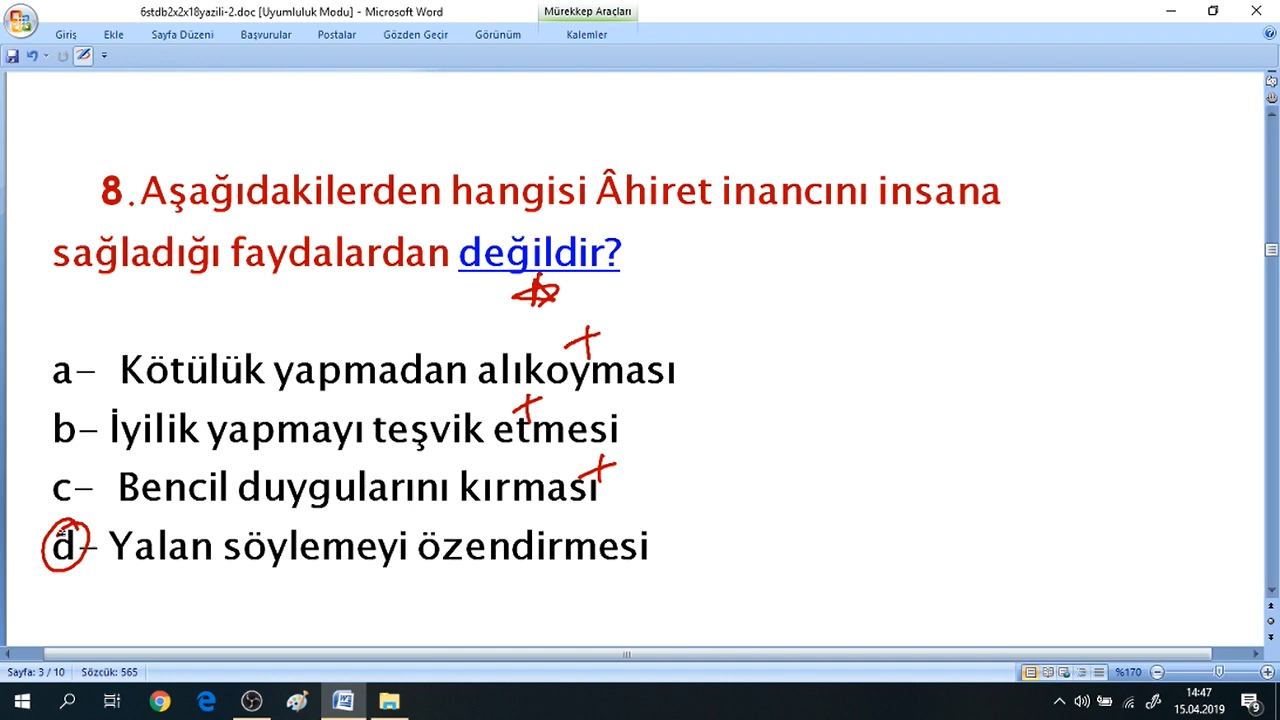 6stdb2x2x18yazili-2.doc [Uyumluluk Modu] - Microsoft Word
Mürekkep Araçları
Giriş Ekle Sayfa Düzeni Başvurular Postalar Gözden Geçir Görünüm Kalemler
8.Aşağıdakilerden hangisi Âhiret inancını insana
sağladığı faydalardan değildir?
a- Kötülük yapmadan alıkoyması
b- İyilik yapmayı teşvik etmesi
c- Bencil duygularını kırması
d- Yalan söylemeyi özendirmesi
Sayfa: 3 / 10 Sözcük: 565 %170
14:47
15.04.2019
9